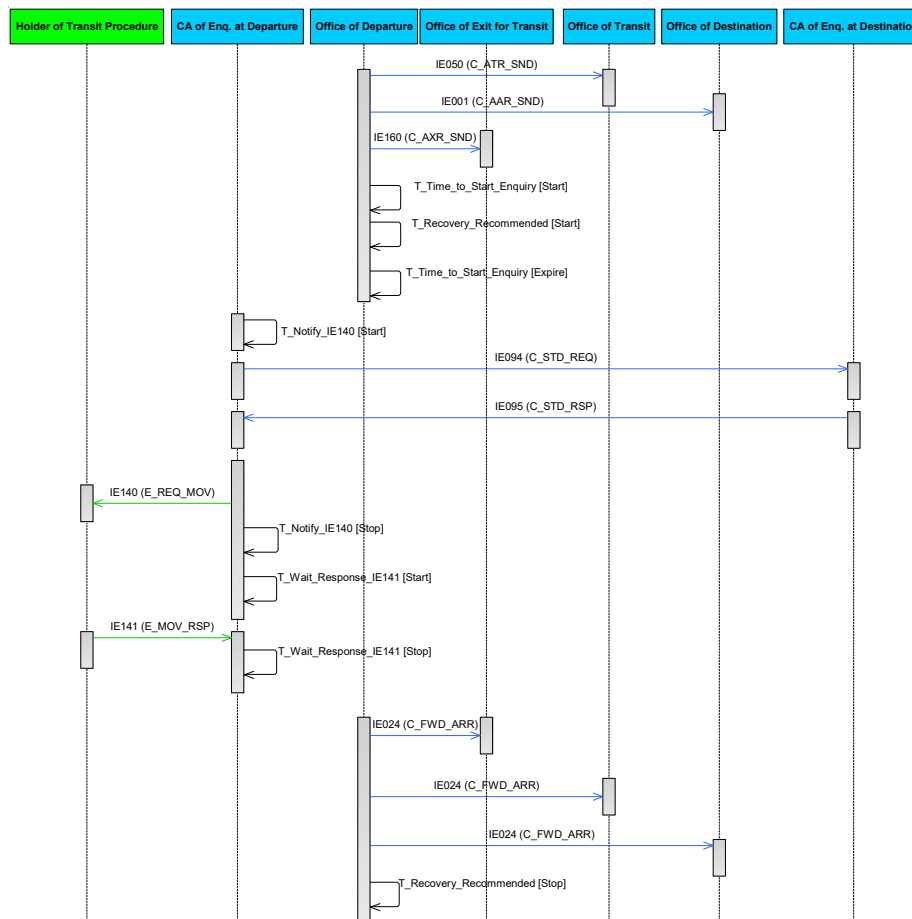 Holder of Transit Procedure
CA of Enq. at Departure
Office of Departure
Office of Exit for Transit
Office of Transit
Office of Destination
CA of Enq. at Destinatio
IE050 (C_ATR_SND)
IE001 (C_AAR_SND)
IE160 (C_AXR_SND)
T_Time_to_Start_Enquiry [Start]
T_Recovery_Recommended [Start]
T_Time_to_Start_Enquiry [Expire]
T_Notify_IE140 [Start]
IE094 (C_STD_REQ)
IE095 (C_STD_RSP)
IE140 (E_REQ_MOV)
T_Notify_IE140 [Stop]
T_Wait_Response_IE141 [Start]
IE141 (E_MOV_RSP)
T_Wait_Response_IE141 [Stop]
IE024 (C_FWD_ARR)
IE024 (C_FWD_ARR)
IE024 (C_FWD_ARR)
T_Recovery_Recommended [Stop]